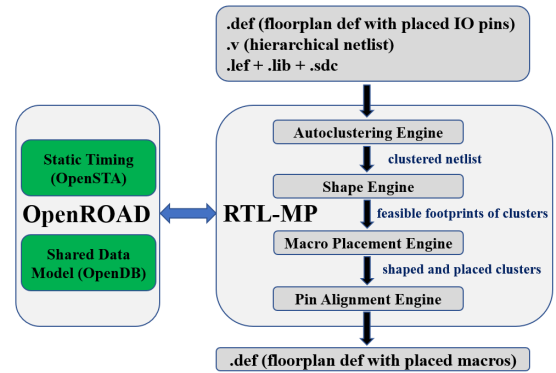 .def (floorplan def with placed IO pins)
.v (hierarchical netlist)
.lef + .lib + .sdc
Static Timing
(OpenSTA)
OpenROAD
Shared Data
Model (OpenDB)
RTL-MP
Autoclustering Engine
clustered netlist
Shape Engine
feasible footprints of clusters
Macro Placement Engine
shaped and placed clusters
Pin Alignment Engine
.def (floorplan def with placed macros)